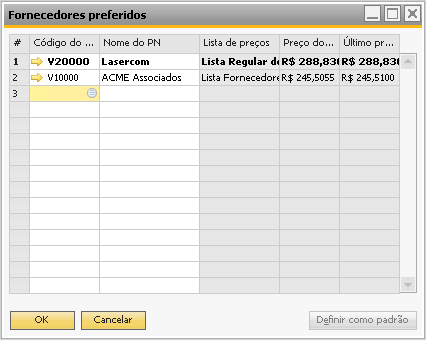 Fornecedores preferidos
# Código do ... Nome do PN Lista de preços Preço do... Último pr...
1 V20000 Lasercom Lista Regular de R$ 288,830 R$ 288,830
2 V10000 ACME Associados Lista Fornecedore R$ 245,5055 R$ 245,5100
3
OK Cancelar Definir como padrão